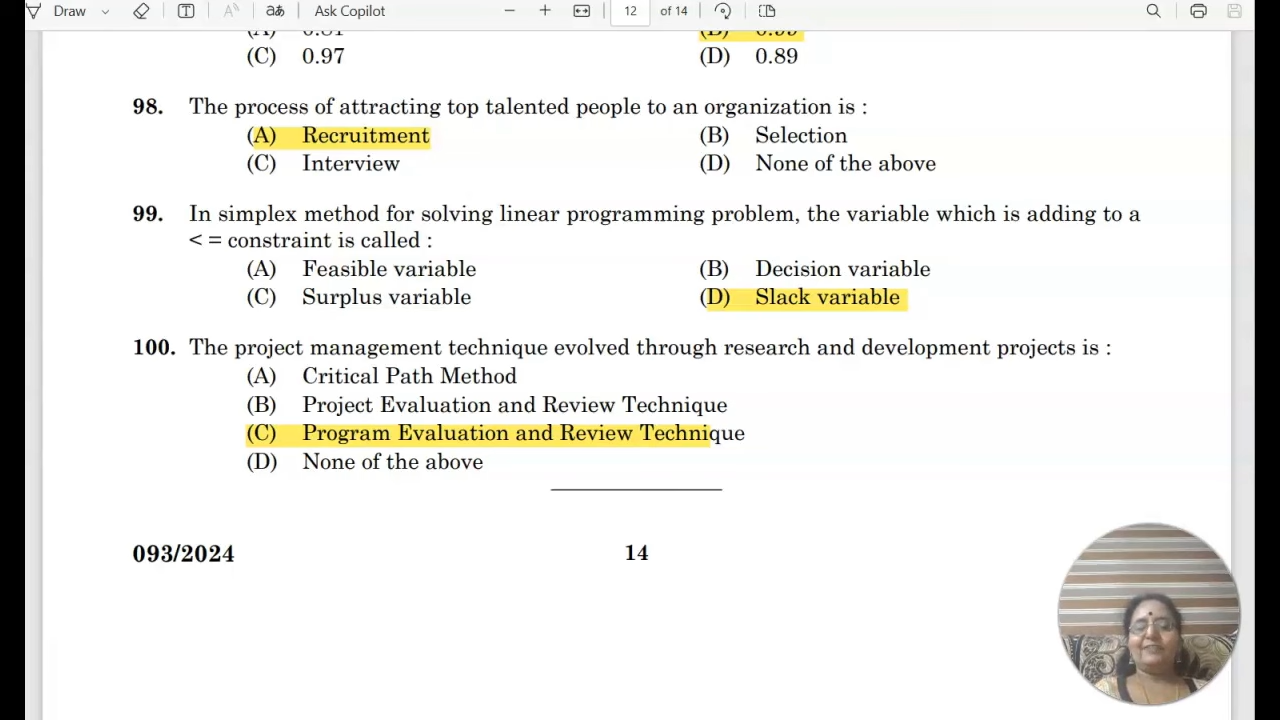 Draw
aあ
Ask Copilot
12 of 14
(C) 0.97 (D) 0.89
98. The process of attracting top talented people to an organization is :
(A) Recruitment (B) Selection
(C) Interview (D) None of the above
99. In simplex method for solving linear programming problem, the variable which is adding to a
< = constraint is called :
(A) Feasible variable (B) Decision variable
(C) Surplus variable (D) Slack variable
100. The project management technique evolved through research and development projects is :
(A) Critical Path Method
(B) Project Evaluation and Review Technique
(C) Program Evaluation and Review Technique
(D) None of the above
093/2024 14